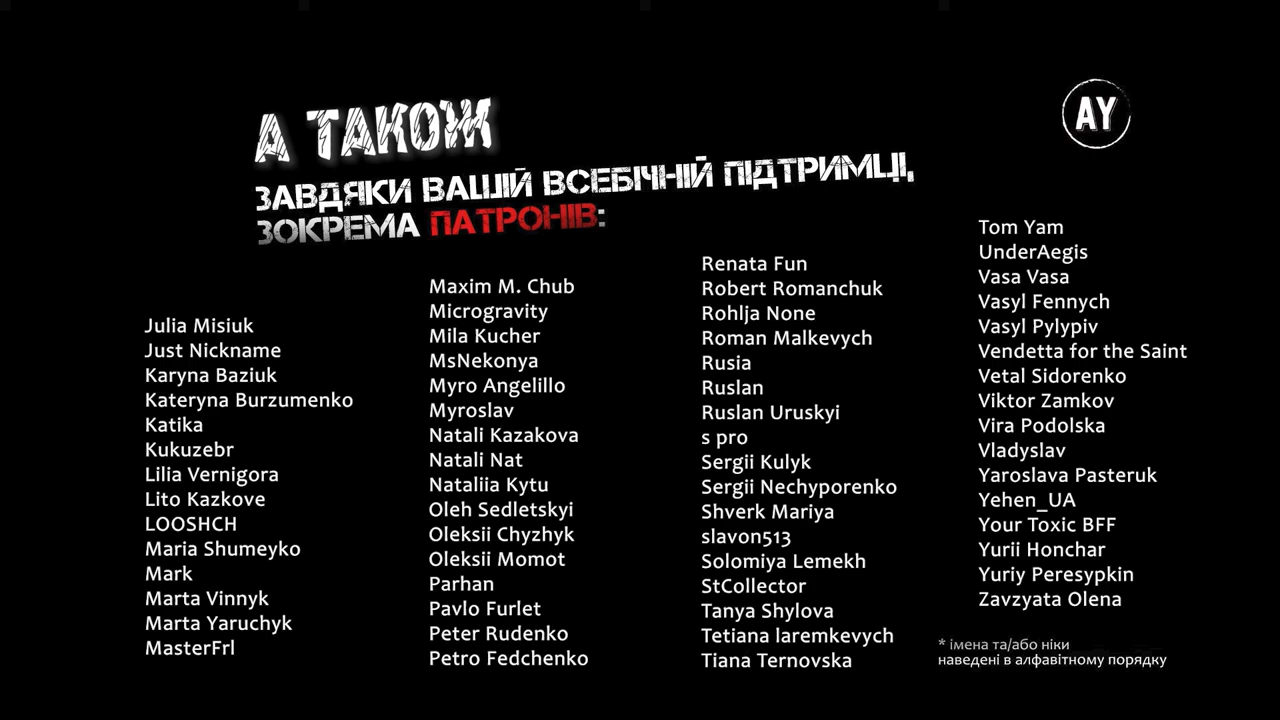 А ТАКОЖ
ЗАВДЯКИ ВАШІЙ ВСЕБІЧНІЙ ПІДТРИМЦІ,
ЗОКРЕМА ПАТРОНІВ:
AY
Julia Misiuk
Just Nickname
Karyna Baziuk
Kateryna Burzumenko
Katika
Kukuzebr
Lilia Vernigora
Lito Kazkove
LOOSHCH
Maria Shumeyko
Mark
Marta Vinnyk
Marta Yaruchyk
MasterFrl
Maxim M. Chub
Microgravity
Mila Kucher
MsNekonya
Myro Angelillo
Myroslav
Natali Kazakova
Natali Nat
Nataliia Kytu
Oleh Sedletskyi
Oleksii Chyzhyk
Oleksii Momot
Parhan
Pavlo Furlet
Peter Rudenko
Petro Fedchenko
Renata Fun
Robert Romanchuk
Rohlja None
Roman Malkevych
Rusia
Ruslan
Ruslan Uruskyi
s pro
Sergii Kulyk
Sergii Nechyporenko
Shverk Mariya
slavon513
Solomiya Lemekh
StCollector
Tanya Shylova
Tetiana laremkevych
Tiana Ternovska
Tom Yam
UnderAegis
Vasa Vasa
Vasyl Fennych
Vasyl Pylypiv
Vendetta for the Saint
Vetal Sidorenko
Viktor Zamkov
Vira Podolska
Vladyslav
Yaroslava Pasteruk
Yehen_UA
Your Toxic BFF
Yurii Honchar
Yuriy Peresypkin
Zavzyata Olena
* імена та/або ніки
наведені в алфавітному порядку